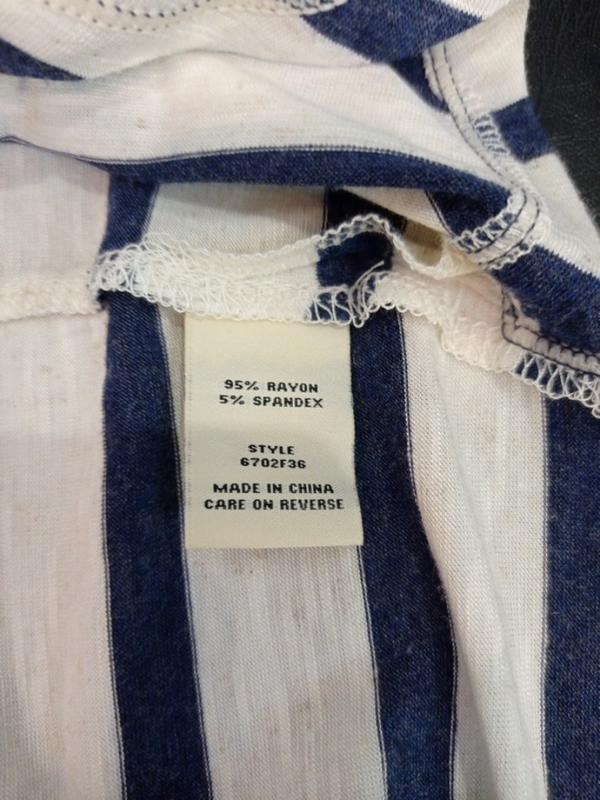 95% RAYON
5% SPANDEX
STYLE
6702F36
MADE IN CHINA
CARE ON REVERSE